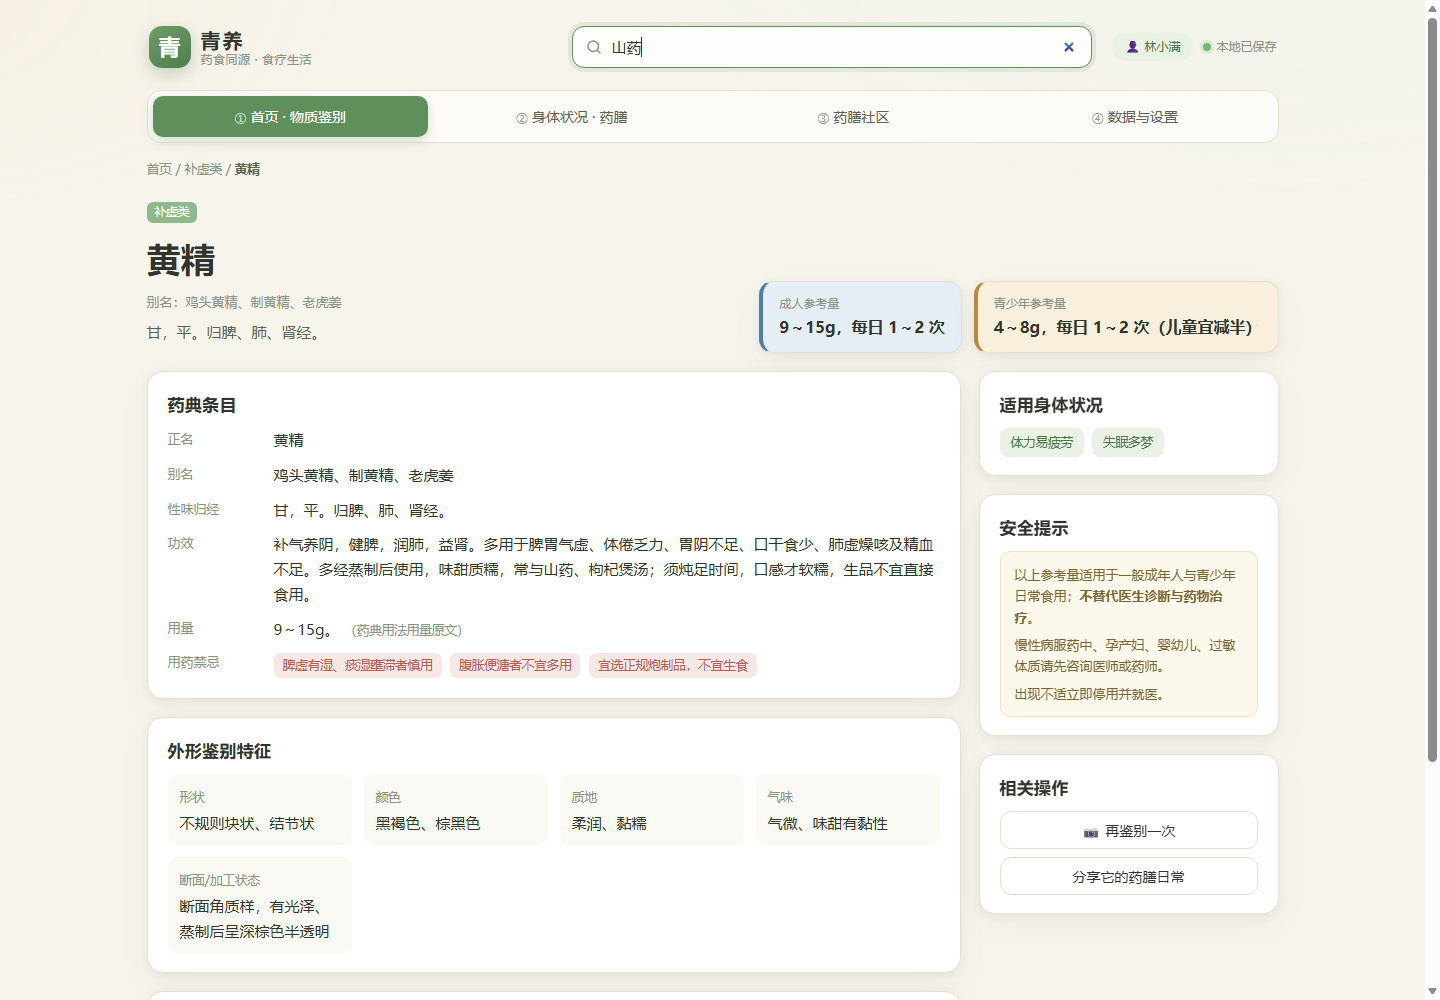 青
青养
药食同源 · 食疗生活
山药
×
林小满
本地已保存
① 首页 · 物质鉴别
② 身体状况 · 药膳
③ 药膳社区
④ 数据与设置
首页 / 补虚类 / 黄精
补虚类
黄精
别名：鸡头黄精、制黄精、老虎姜
甘，平。归脾、肺、肾经。
成人参考量
9～15g，每日 1～2 次
青少年参考量
4～8g，每日 1～2 次（儿童宜减半）
药典条目
正名
黄精
别名
鸡头黄精、制黄精、老虎姜
性味归经
甘，平。归脾、肺、肾经。
功效
补气养阴，健脾，润肺，益肾。多用于脾胃气虚、体倦乏力、胃阴不足、口干食少、肺虚燥咳及精血
不足。多经蒸制后使用，味甜质糯，常与山药、枸杞煲汤；须炖足时间，口感才软糯，生品不宜直接
食用。
用量
9～15g。 （药典用法用量原文）
用药禁忌
脾虚有湿、痰湿壅滞者慎用
腹胀便溏者不宜多用
宜选正规炮制品，不宜生食
适用身体状况
体力易疲劳
失眠多梦
安全提示
以上参考量适用于一般成年人与青少年
日常食用；不替代医生诊断与药物治
疗。
慢性病服药中、孕产妇、婴幼儿、过敏
体质请先咨询医师或药师。
出现不适立即停用并就医。
外形鉴别特征
形状
不规则块状、结节状
颜色
黑褐色、棕黑色
质地
柔润、黏糯
气味
气微、味甜有黏性
断面/加工状态
断面角质样，有光泽、
蒸制后呈深棕色半透明
相关操作
再鉴别一次
分享它的药膳日常